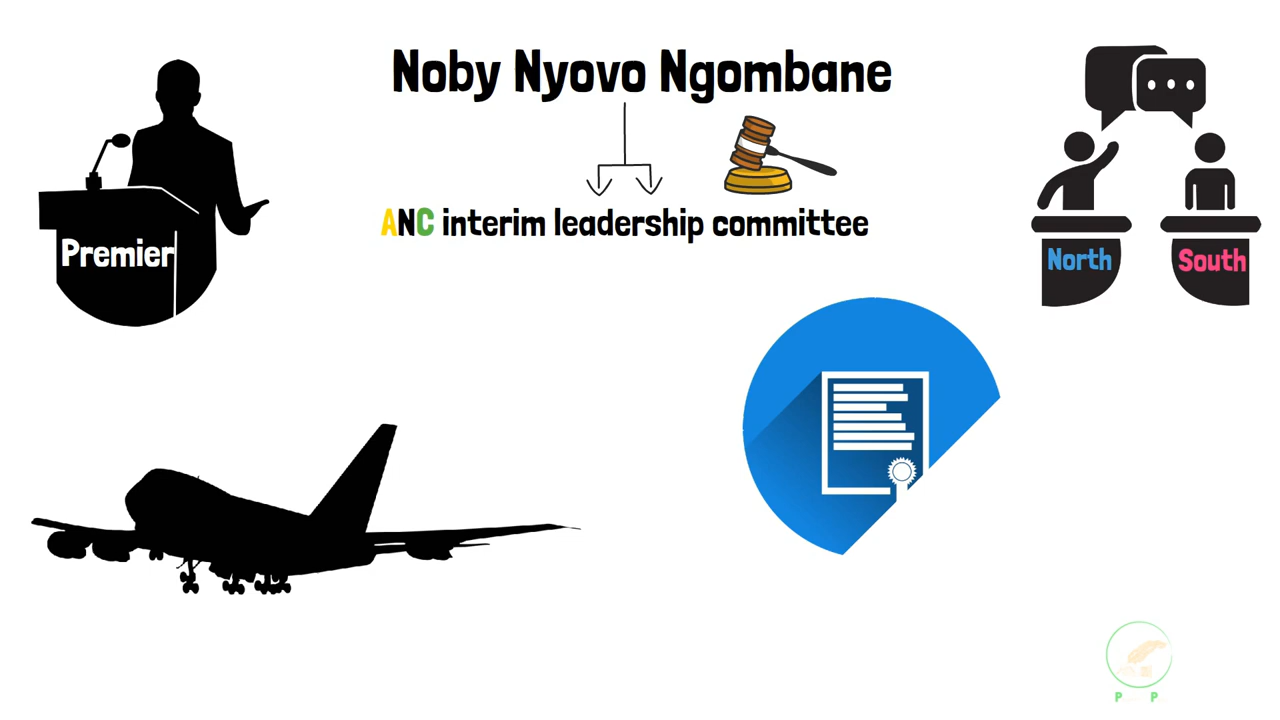 Noby Nyovo Ngombane
ANC interim leadership committee
Premier
North
South
P P